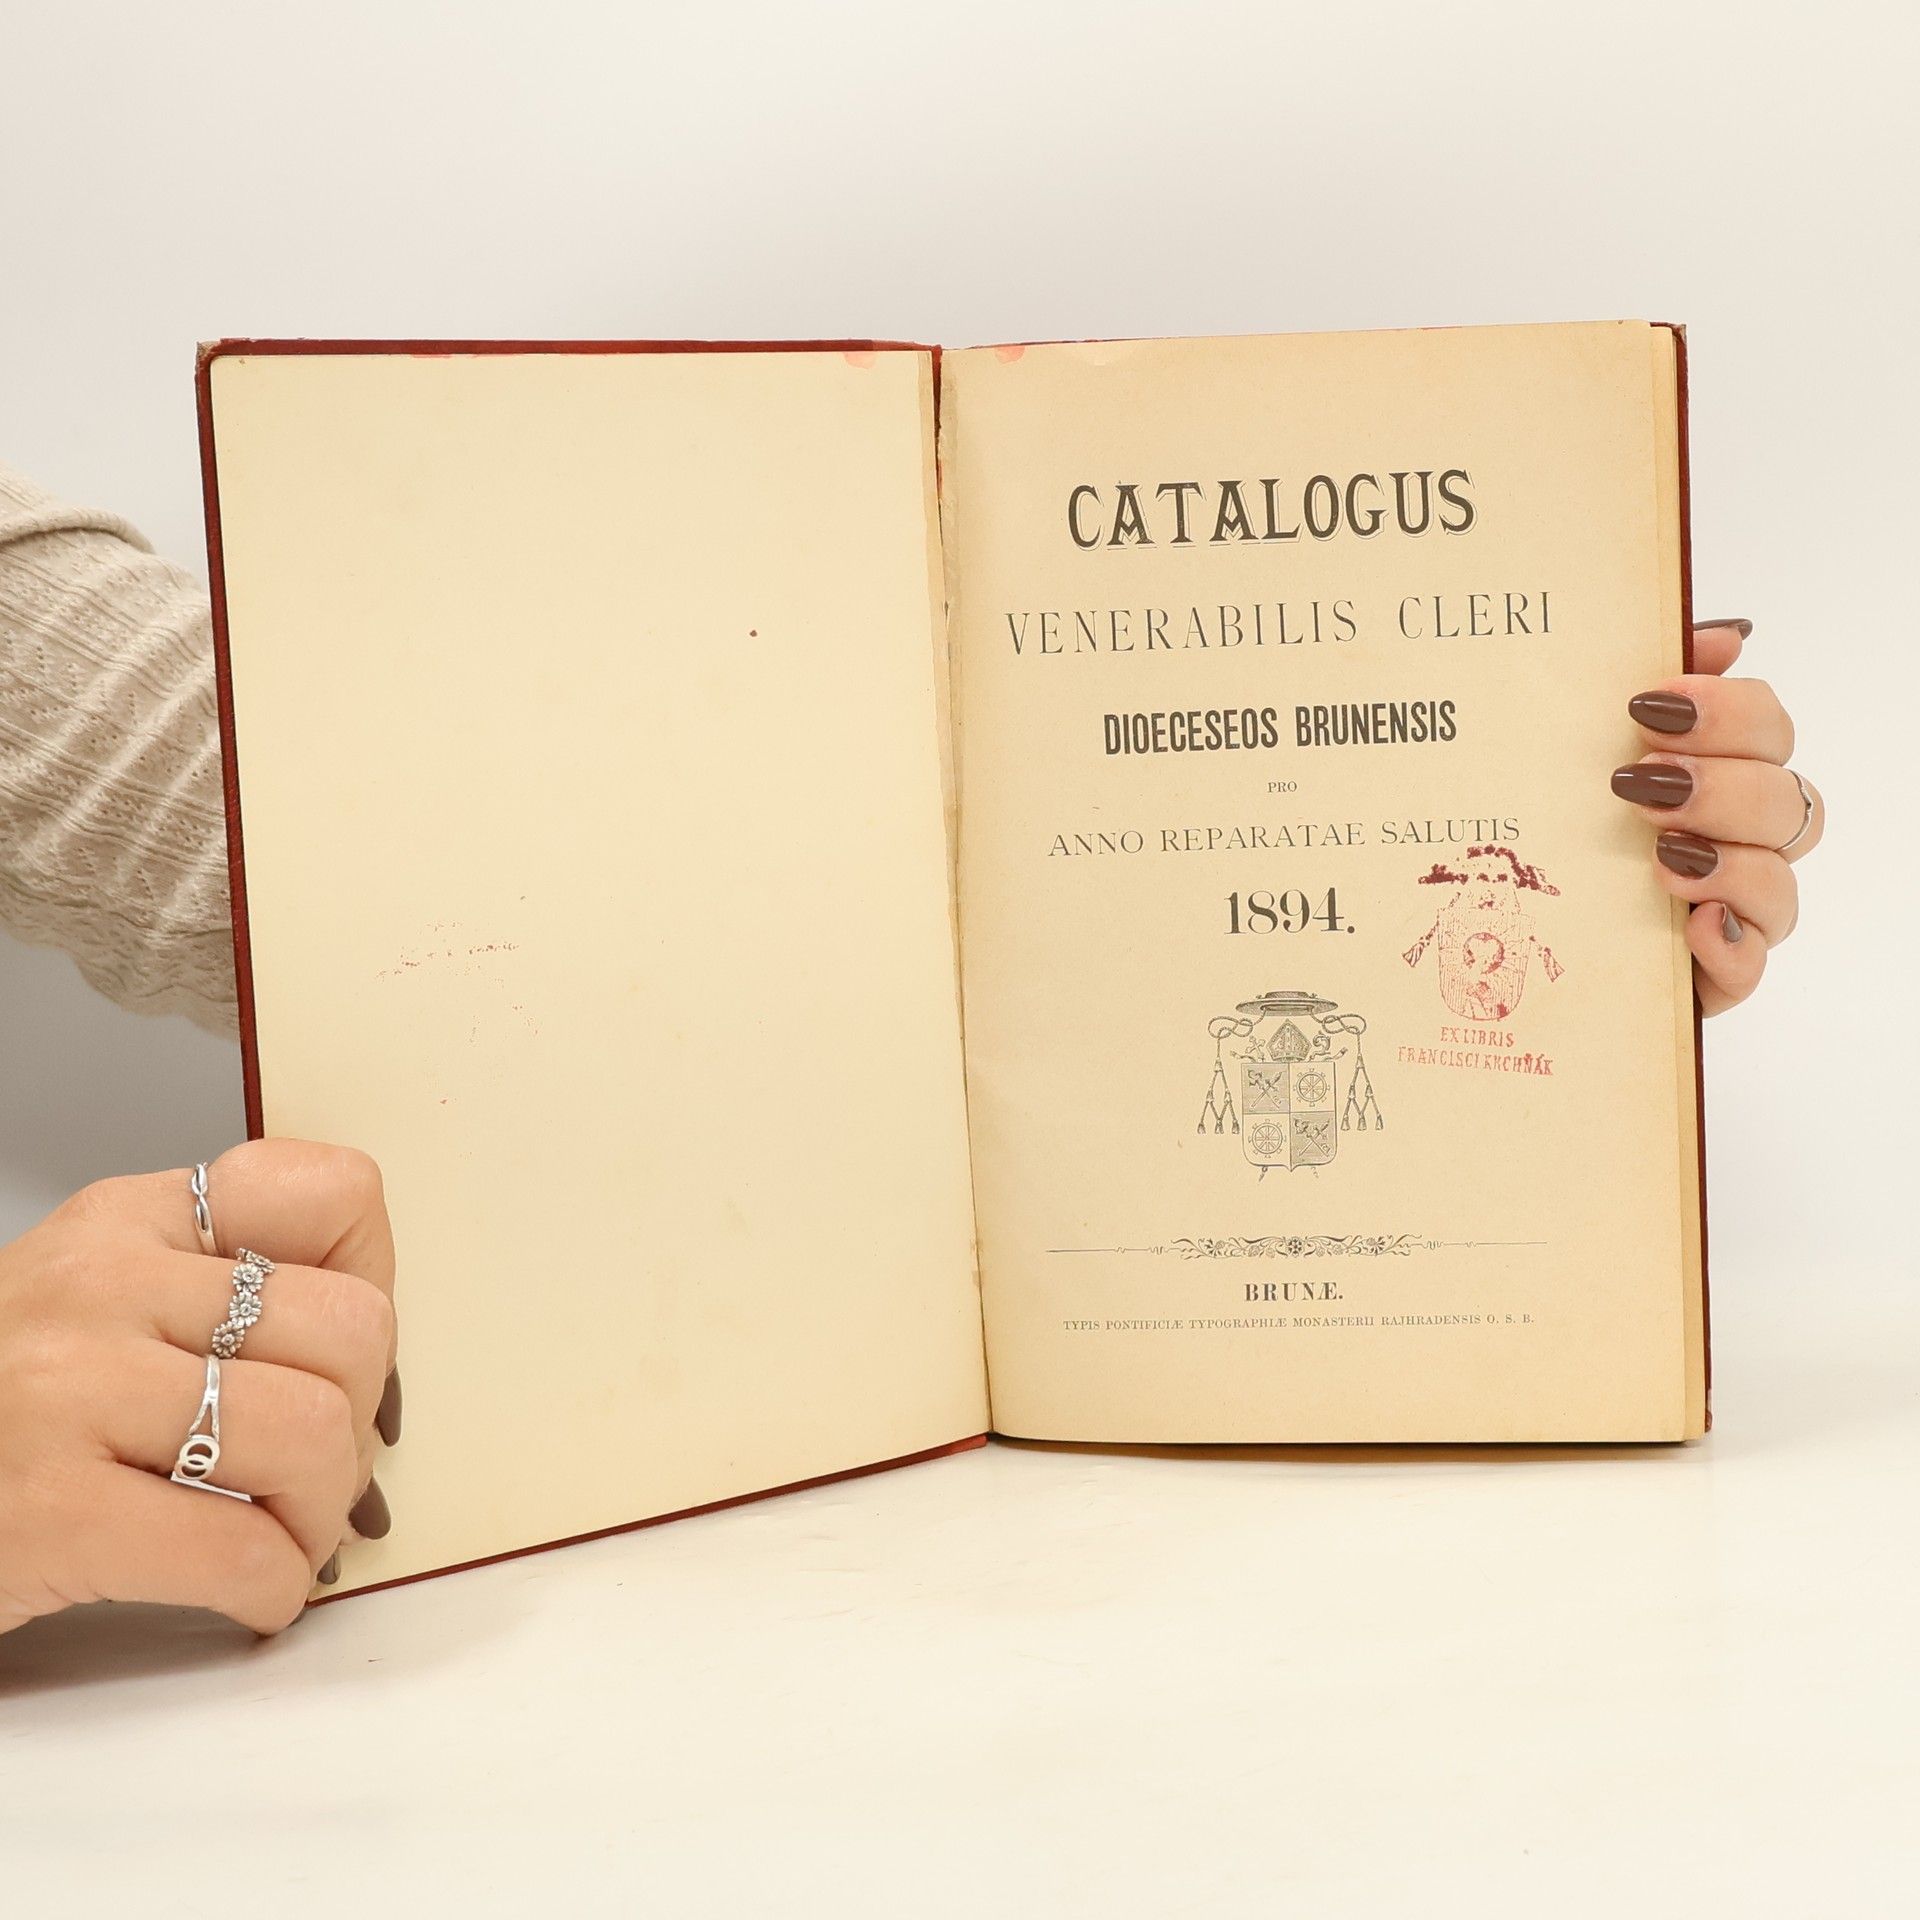 CATALOGUS
VENERABILIS CLERI
DIOECESEOS BRUNENSIS
PRO
ANNO REPARATAE SALUTIS
1894.
EX LIBRIS
FRANCISCI KRCHŇÁK
BRUNÆ.
TYPIS PONTIFICIÆ TYPOGRAPHIÆ MONASTERII RAJHRADENSIS O. S. B.